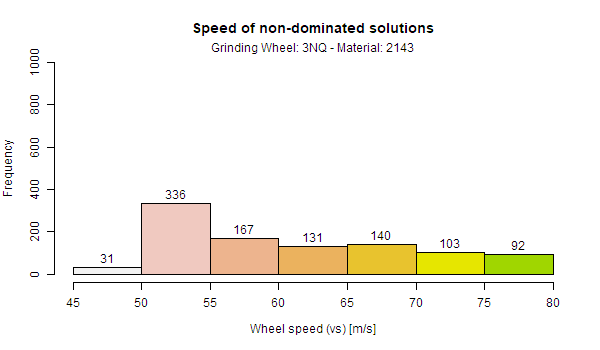 Speed of non-dominated solutions
Grinding Wheel: 3NQ - Material: 2143
Frequency
1000
800
600
400
200
0
31
336
167
131
140
103
92
45 50 55 60 65 70 75 80
Wheel speed (vs) [m/s]